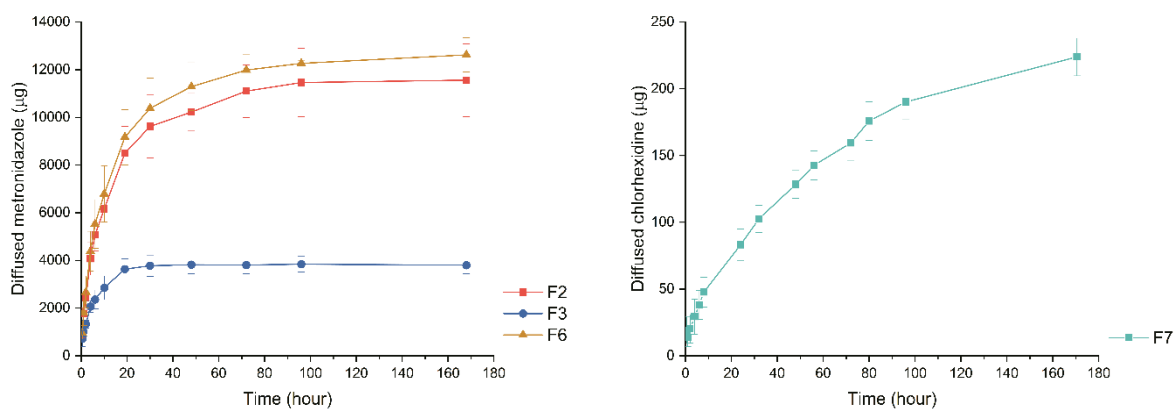 14000
12000
10000
8000
6000
4000
2000
0
Diffused metronidazole (μg)
0 20 40 60 80 100 120 140 160 180
Time (hour)
F2
F3
F6
250
200
150
100
50
0
Diffused chlorhexidine (μg)
0 20 40 60 80 100 120 140 160 180
Time (hour)
F7